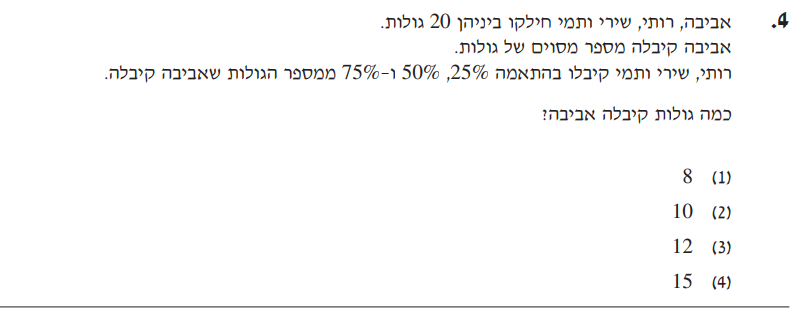 4. אביבה, רותי, שירי ותמי חילקו ביניהן 20 גולות.
אביבה קיבלה מספר מסוים של גולות.
רותי, שירי ותמי קיבלו בהתאמה 25%, 50% ו-75% ממספר הגולות שאביבה קיבלה.
כמה גולות קיבלה אביבה?
(1) 8
(2) 10
(3) 12
(4) 15